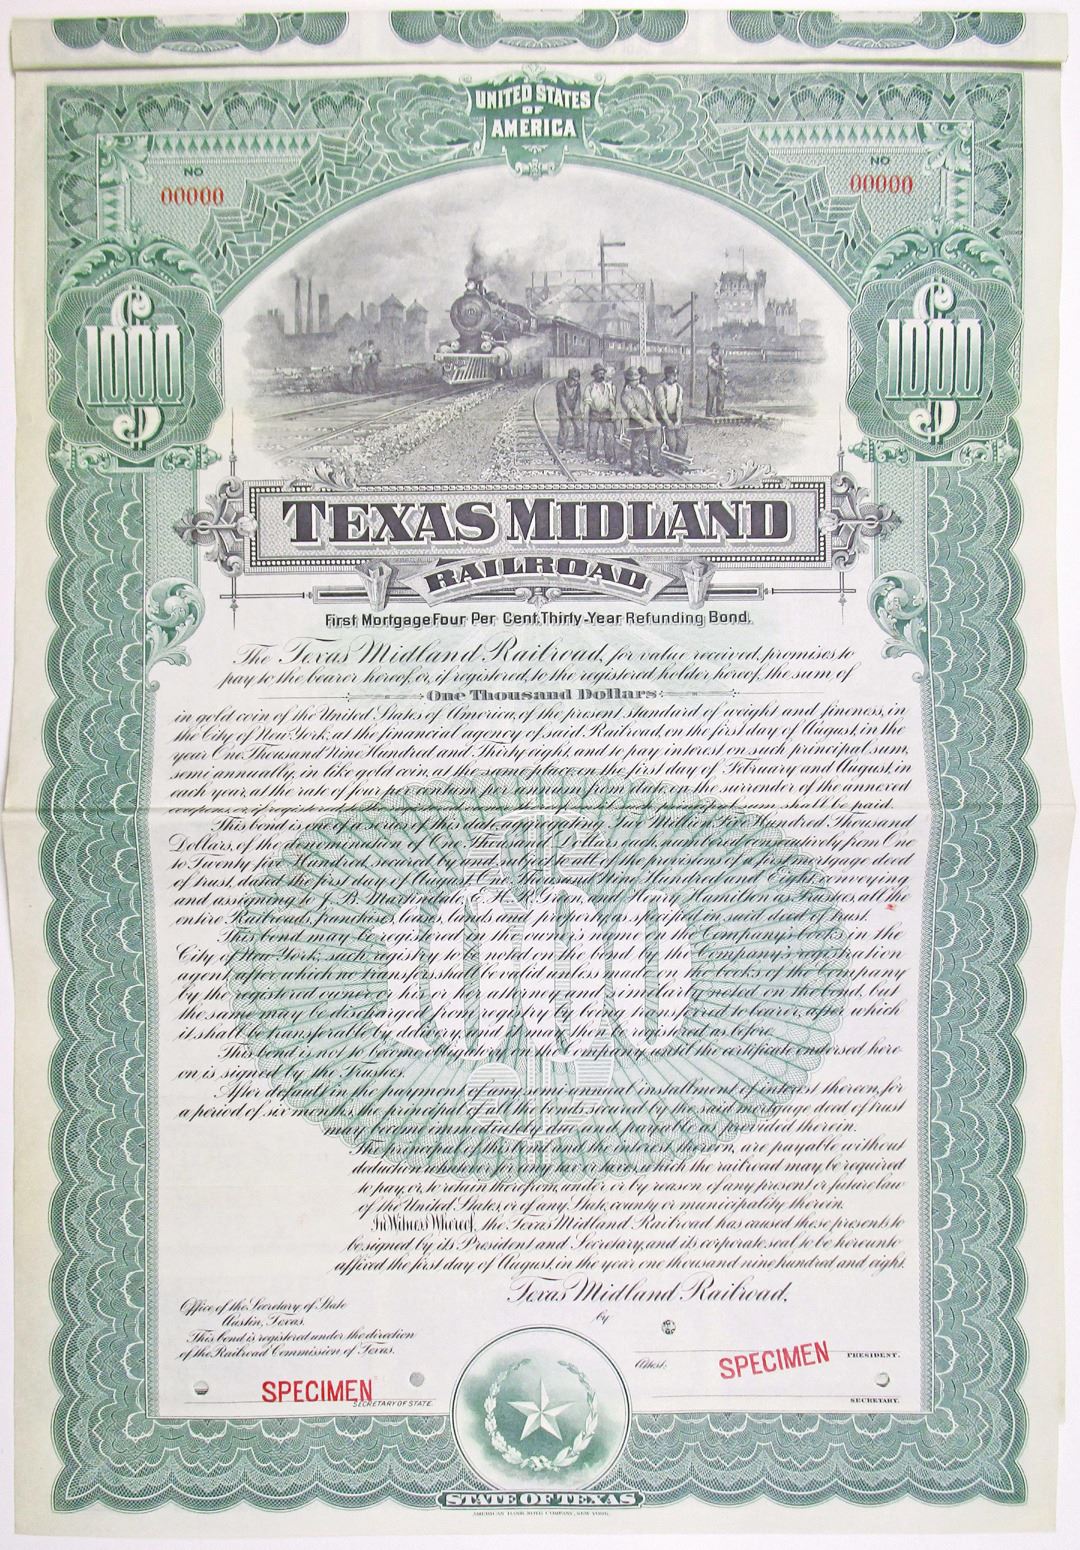 UNITED STATES
OF
AMERICA
NO
00000
NO
00000
$1000
$1000
TEXAS MIDLAND
RAILROAD
First Mortgage Four Per Cent. Thirty-Year Refunding Bond.
The Texas Midland Railroad, for value received, promises to
pay to the bearer hereof, or, if registered, to the registered holder hereof, the sum of
One Thousand Dollars
in gold coin of the United States of America, of the present standard of weight and fineness, in
the City of New York, at the financial agency of said Railroad, on the first day of August, in the
year One Thousand Nine Hundred and Thirty-eight, and to pay interest on such principal sum,
semi-annually, in like gold coin, at the same place, on the first day of February and August, in
each year, at the rate of four per centum per annum from date, on the surrender of the annexed
coupons, or, if registered, principal sum shall be paid.
This bond is one of a series of this date, aggregating Two Million Five Hundred Thousand
Dollars, of the denomination of One Thousand Dollars each, numbered consecutively from One
to Twenty-five Hundred, secured by and subject to all of the provisions of a first mortgage deed
of trust, dated the first day of August, One Thousand Nine Hundred and Eight, conveying
and assigning to J. B. Martindale, E. H. R. Green, and Henry Hamilton as Trustees, all the
entire Railroads, franchises, leases, lands and property as specified in said deed of trust.
This bond may be registered in the owner's name on the Company's books in the
City of New York, such registry to be noted on the bond by the Company's registration
agent, after which no transfer shall be valid unless made on the books of the Company
by the registered owner or his or her attorney and similarly noted on the bond, but
the same may be discharged from registry by being transferred to bearer, after which
it shall be transferable by delivery, and it may then be registered as before.
This bond is not to become obligatory on the Company until the certificate endorsed here-
on is signed by the Trustees.
After default in the payment of any semi-annual installment of interest thereon, for
a period of six months, the principal of all the bonds secured by the said mortgage deed of trust
may become immediately due and payable as provided therein.
The principal of this bond and the interest thereon, are payable without
deduction whatever for any tax or taxes, which the railroad may be required
to pay, or, to retain therefrom, under or by reason of any present or future law
of the United States, or of any State, county or municipality therein.
In Witness Whereof, the Texas Midland Railroad has caused these presents to
be signed by its President and Secretary, and its corporate seal to be hereunto
affixed the first day of August, in the year one thousand nine hundred and eight.
Texas Midland Railroad,
by
PRESIDENT.
Attest:
SPECIMEN
SECRETARY.
Office of the Secretary of State
Austin, Texas.
This bond is registered under the direction
of the Railroad Commission of Texas.
SPECIMEN
SECRETARY OF STATE.
STATE OF TEXAS
AMERICAN BANK NOTE COMPANY, NEW YORK.